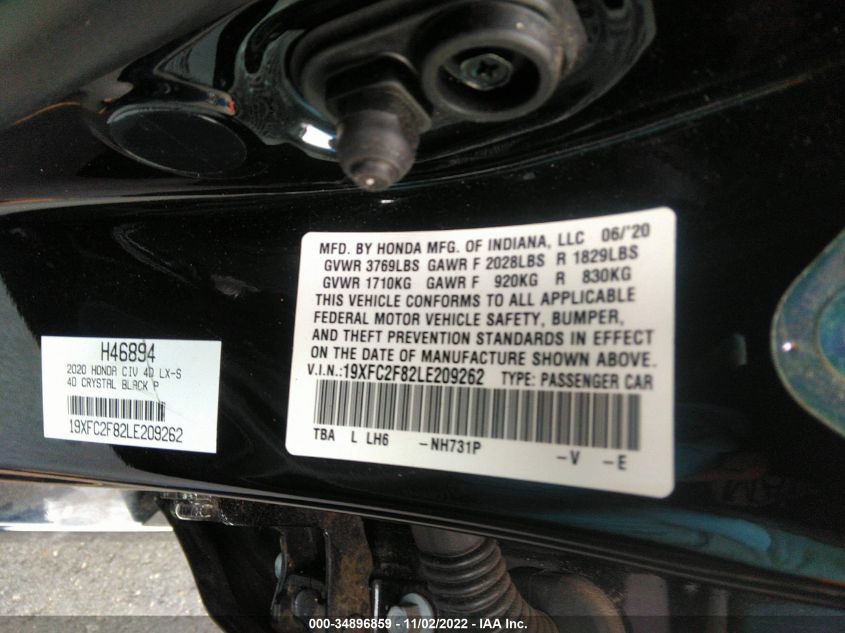 MFD. BY HONDA MFG. OF INDIANA, LLC 06/'20
GVWR 3769LBS GAWR F 2028LBS R 1829LBS
GVWR 1710KG GAWR F 920KG R 830KG
THIS VEHICLE CONFORMS TO ALL APPLICABLE
FEDERAL MOTOR VEHICLE SAFETY, BUMPER,
AND THEFT PREVENTION STANDARDS IN EFFECT
ON THE DATE OF MANUFACTURE SHOWN ABOVE.
V.I.N.:19XFC2F82LE209262 TYPE: PASSENGER CAR
TBA L LH6 -NH731P -V -E
H46894
2020 HONDA CIV 4D LX-S
4D CRYSTAL BLACK P
19XFC2F82LE209262
000-34896859 - 11/02/2022 - IAA Inc.